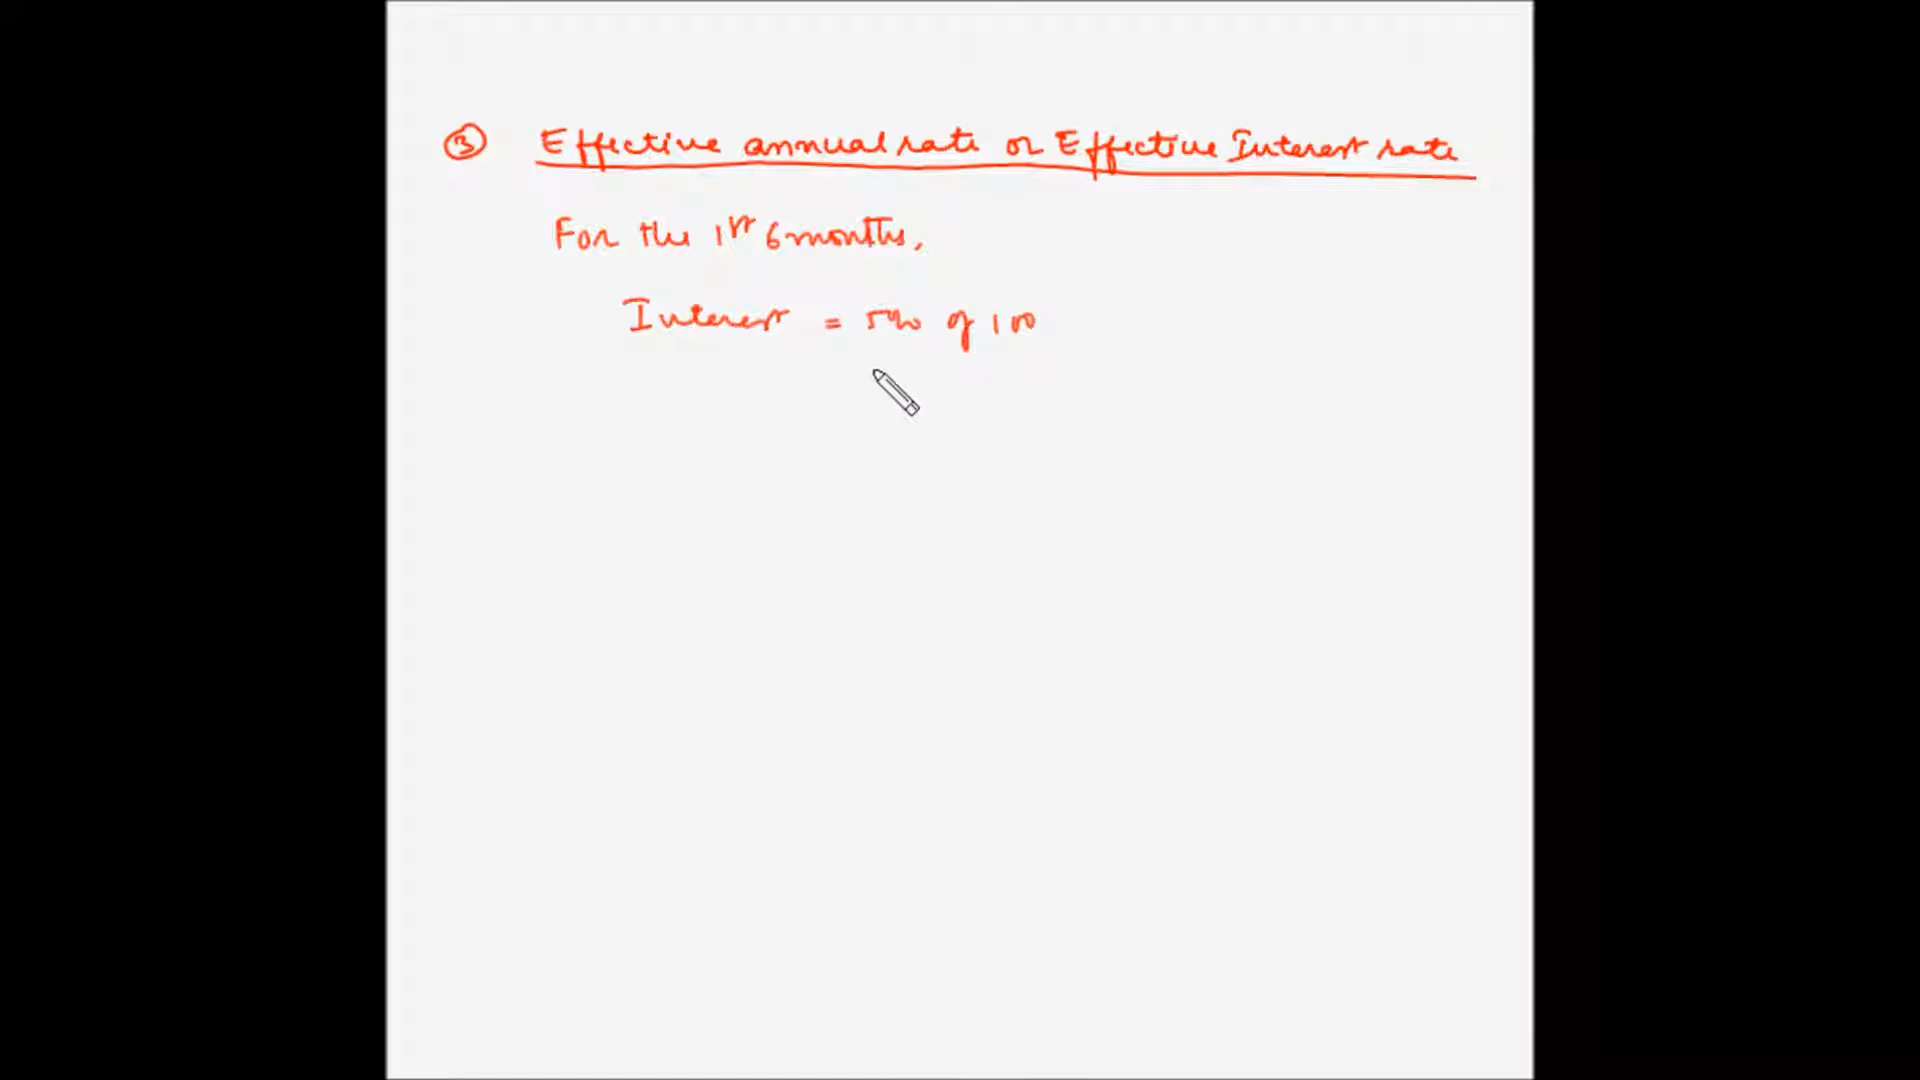 ③ Effective annual rate or Effective Interest rate
For the 1st 6 months,
Interest = 5% of 100